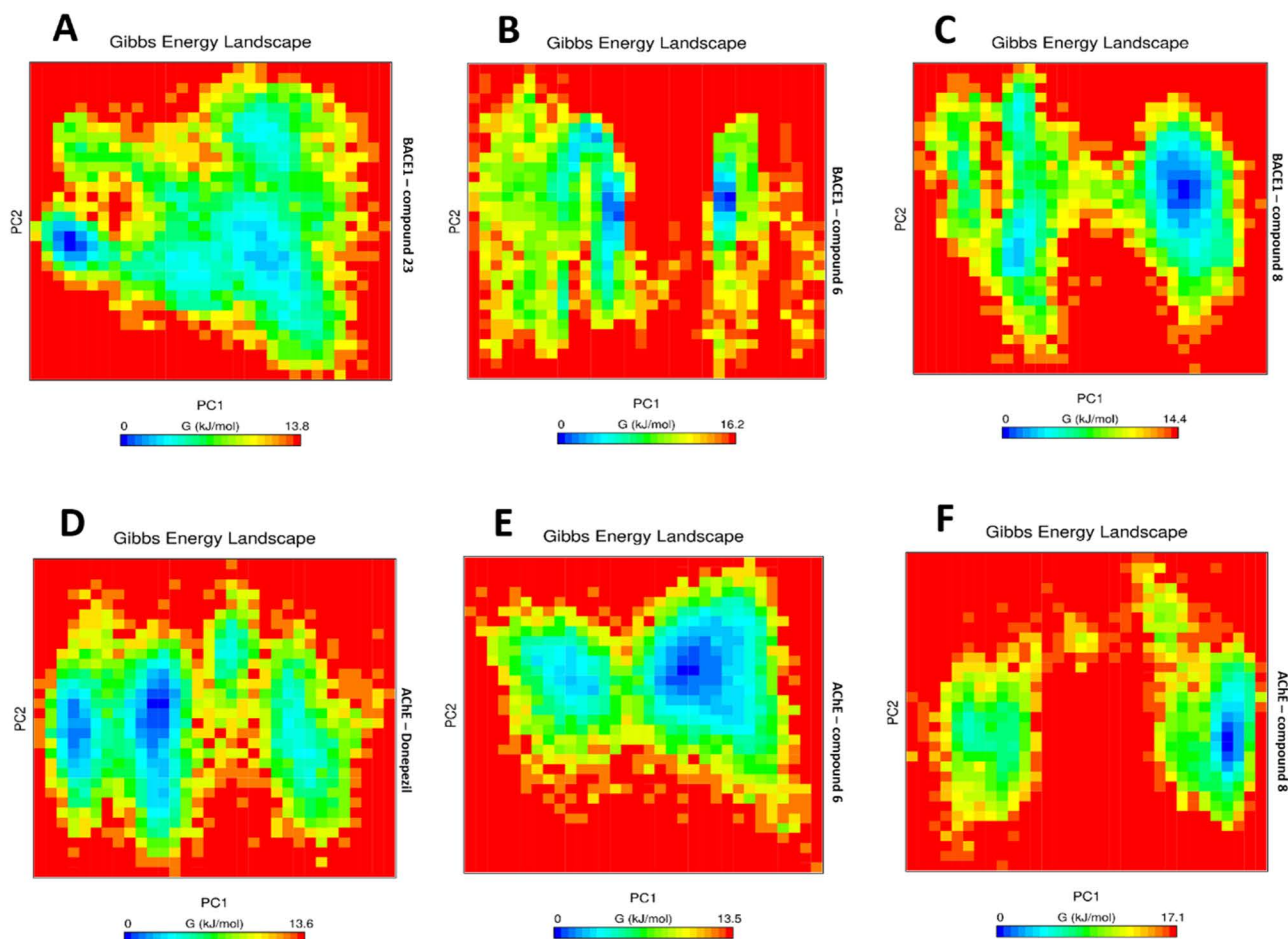 A
Gibbs Energy Landscape
PC2
BACE1 – compound 23
PC1
0 G (kJ/mol) 13.8
B
Gibbs Energy Landscape
PC2
BACE1 – compound 6
PC1
0 G (kJ/mol) 16.2
C
Gibbs Energy Landscape
PC2
BACE1 – compound 8
PC1
0 G (kJ/mol) 14.4
D
Gibbs Energy Landscape
PC2
AChE – Donepezil
PC1
0 G (kJ/mol) 13.6
E
Gibbs Energy Landscape
PC2
AChE – compound 6
PC1
0 G (kJ/mol) 13.5
F
Gibbs Energy Landscape
PC2
AChE – compound 8
PC1
0 G (kJ/mol) 17.1